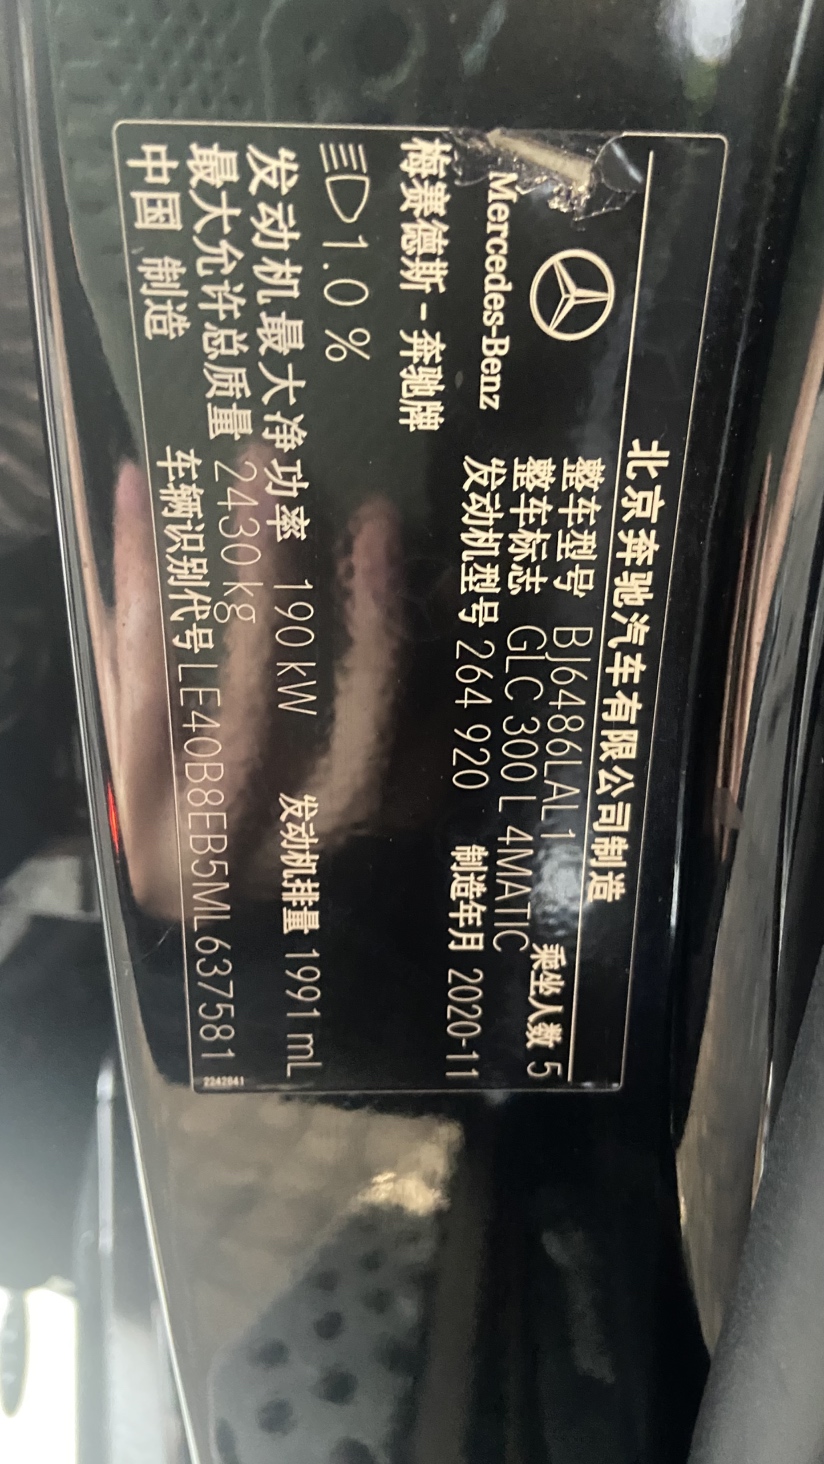 北京奔驰汽车有限公司制造
Mercedes-Benz
梅赛德斯-奔驰牌
整车型号 BJ6486LAL1 乘坐人数 5
整车标志 GLC 300 L 4MATIC
发动机型号 264 920 制造年月 2020-11
1.0 %
发动机最大净功率 190 kW 发动机排量 1991 mL
最大允许总质量 2430 kg
中国 制造 车辆识别代号 LE40B8EB5ML637581
2242841